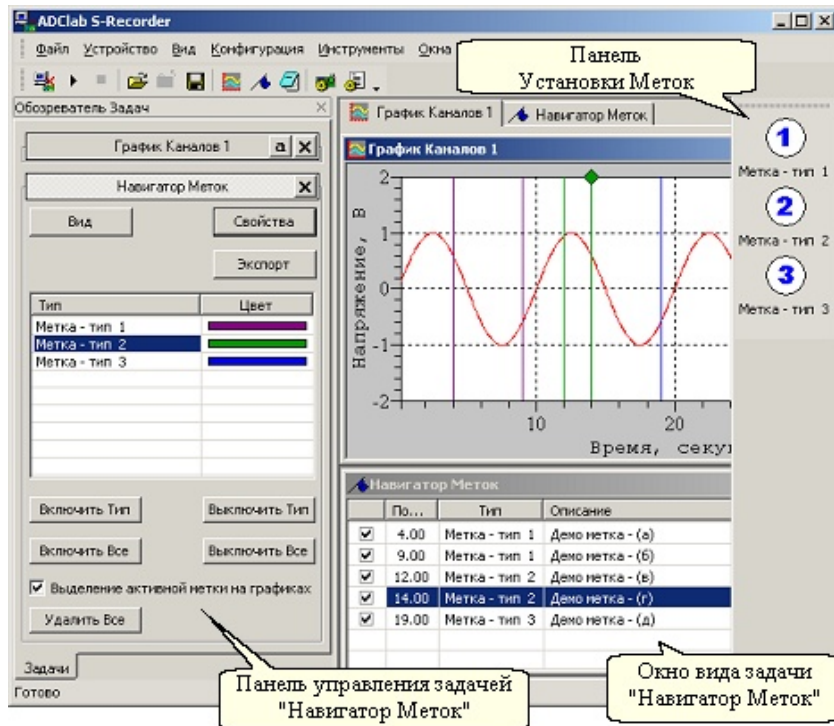 ADClab S-Recorder
Файл Устройство Вид Конфигурация Инструменты Окна
Панель
Установки Меток
Обозреватель Задач
График Каналов 1 a
Навигатор Меток
Вид Свойства
Экспорт
Тип Цвет
Метка - тип 1
Метка - тип 2
Метка - тип 3
Включить Тип Выключить Тип
Включить Все Выключить Все
Выделение активной метки на графиках
Удалить Все
Задачи
Готово
График Каналов 1 Навигатор Меток
График Каналов 1
Напряжение, В
2
1
0
-1
-2
10 20
Время, секу
1
Метка - тип 1
2
Метка - тип 2
3
Метка - тип 3
Навигатор Меток
По... Тип Описание
4.00 Метка - тип 1 Демо метка - (а)
9.00 Метка - тип 1 Демо метка - (б)
12.00 Метка - тип 2 Демо метка - (в)
14.00 Метка - тип 2 Демо метка - (г)
19.00 Метка - тип 3 Демо метка - (д)
Панель управления задачей
"Навигатор Меток"
Окно вида задачи
"Навигатор Меток"